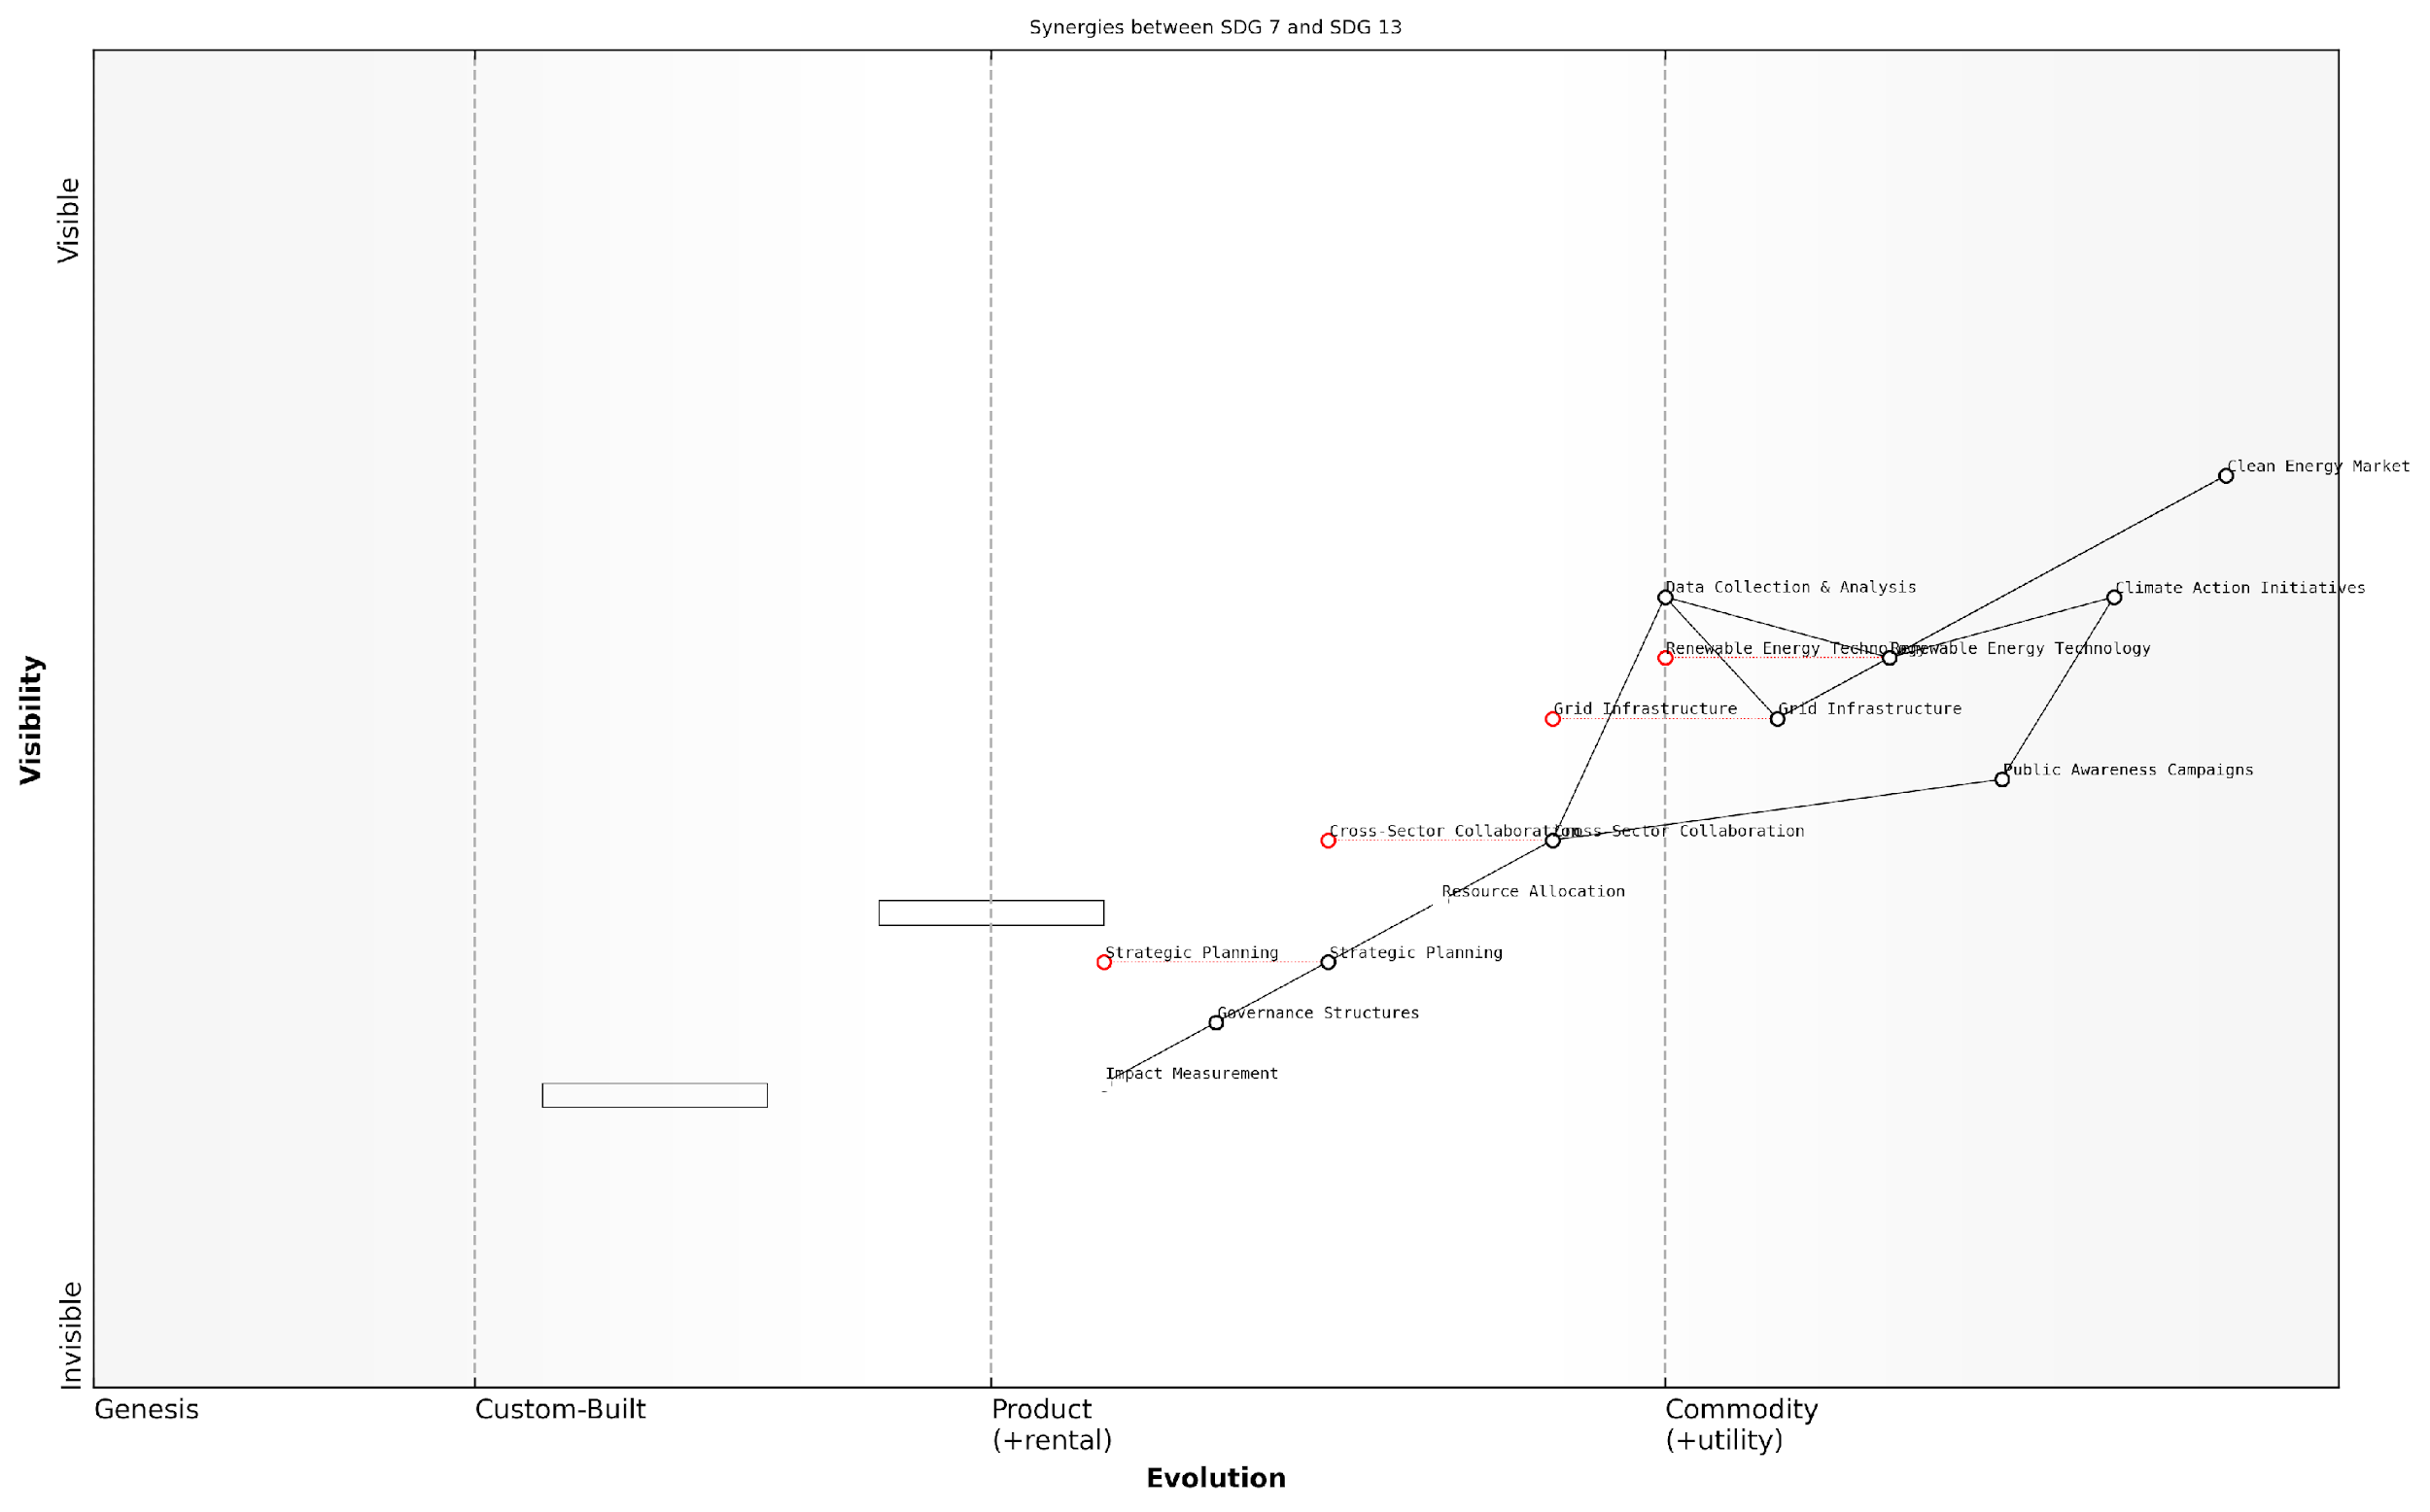 Synergies between SDG 7 and SDG 13
Visible
Clean Energy Market
Data Collection & Analysis
Climate Action Initiatives
Renewable Energy Technology
Renewable Energy Technology
Grid Infrastructure
Grid Infrastructure
Public Awareness Campaigns
Cross-Sector Collaboration
Cross-Sector Collaboration
Resource Allocation
Strategic Planning
Strategic Planning
Governance Structures
Impact Measurement
Visibility
Invisible
Genesis
Custom-Built
Product
(+rental)
Commodity
(+utility)
Evolution